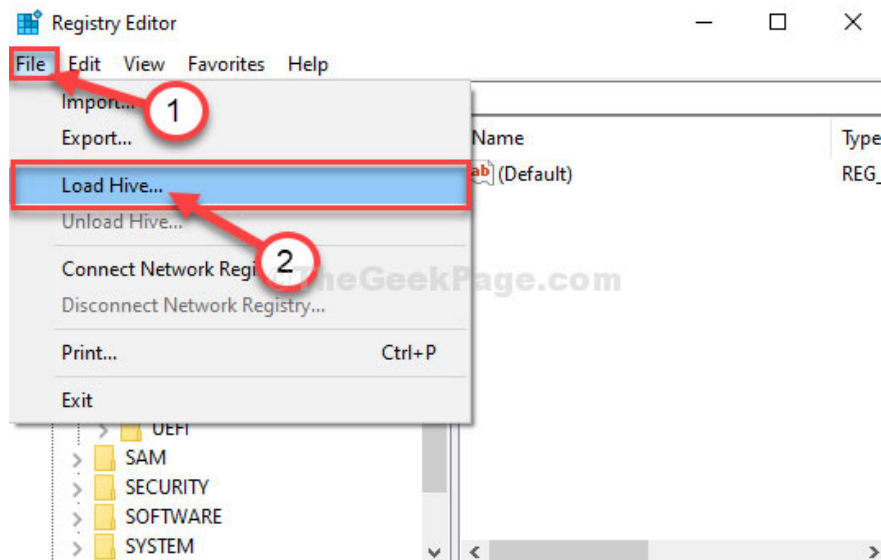 Registry Editor
File Edit View Favorites Help
Import...
1
Export...
Name Type
Load Hive...
ab (Default) REG_
Unload Hive...
2
Connect Network Regi
TheGeekPage.com
Disconnect Network Registry...
Print... Ctrl+P
Exit
UEFI
SAM
SECURITY
SOFTWARE
SYSTEM